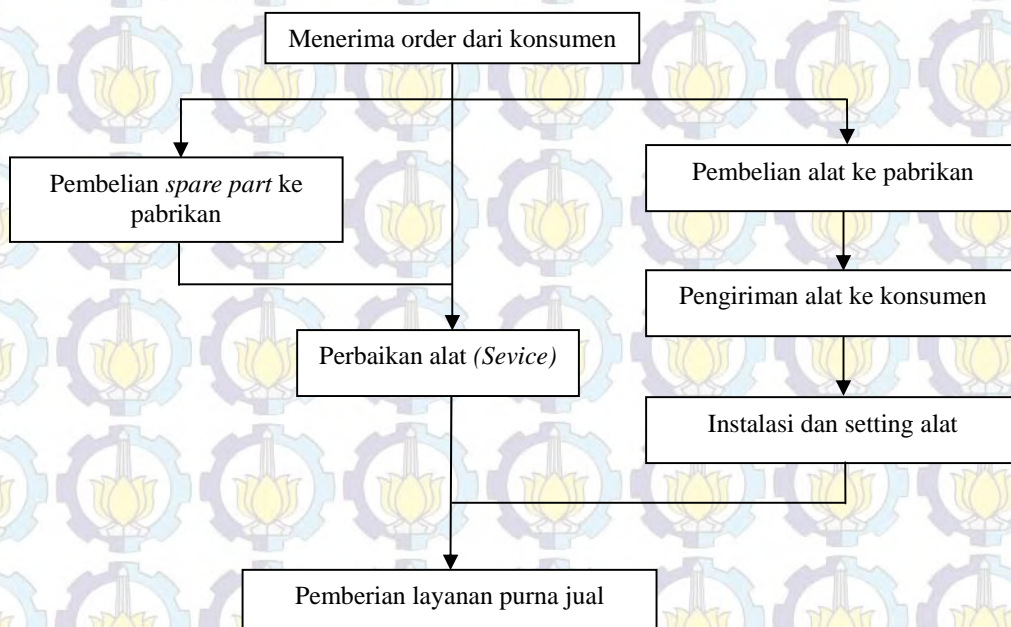 Menerima order dari konsumen
Pembelian spare part ke
pabrikan
Pembelian alat ke pabrikan
Pengiriman alat ke konsumen
Perbaikan alat (Sevice)
Instalasi dan setting alat
Pemberian layanan purna jual